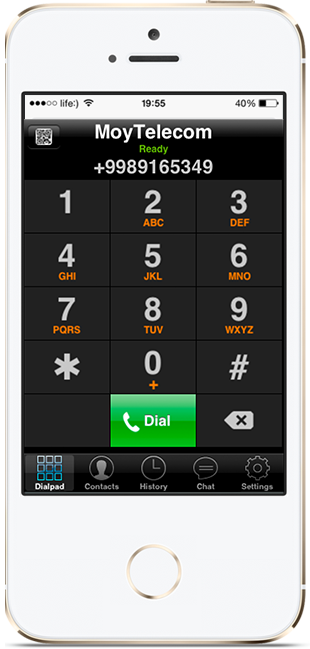 life:) 19:55 40%
MoyTelecom
Ready
+9989165349
1 2 3
ABC DEF
4 5 6
GHI JKL MNO
7 8 9
PQRS TUV WXYZ
* 0 #
+
Dial
Dialpad Contacts History Chat Settings